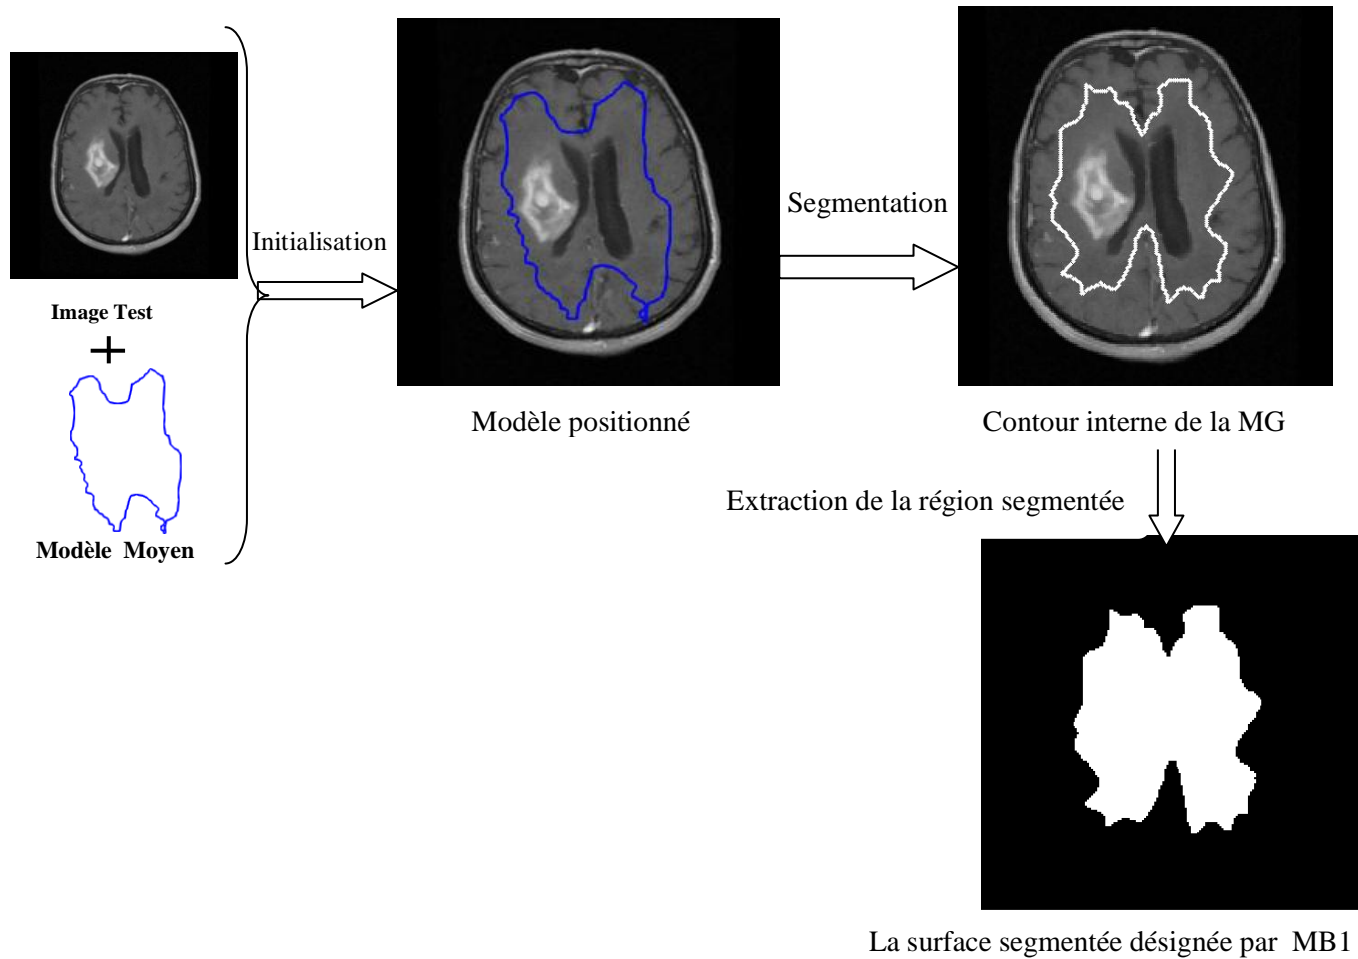 Image Test
+
Modèle Moyen
Initialisation
Modèle positionné
Segmentation
Contour interne de la MG
Extraction de la région segmentée
La surface segmentée désignée par MB1